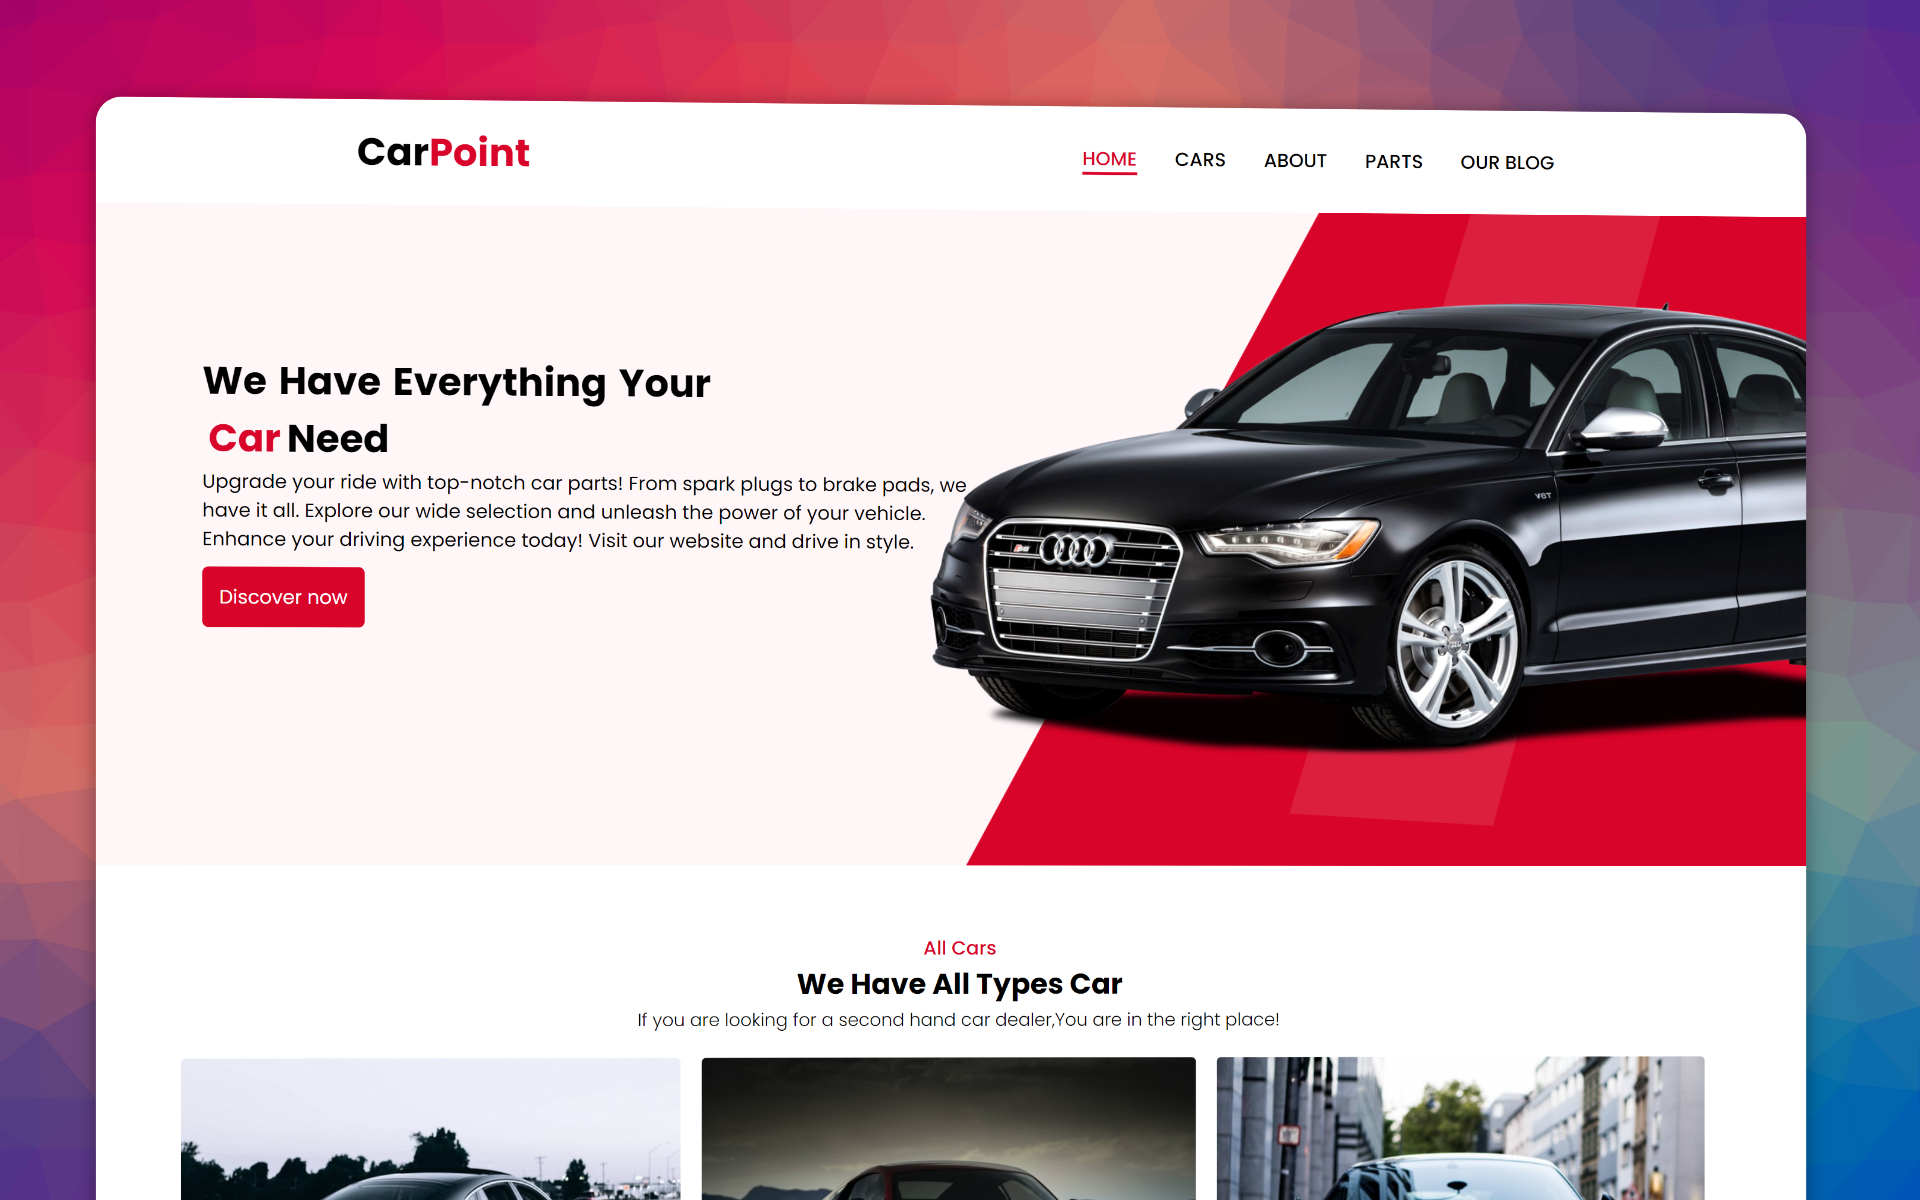 CarPoint
HOME CARS ABOUT PARTS OUR BLOG
We Have Everything Your
Car Need
Upgrade your ride with top-notch car parts! From spark plugs to brake pads, we
have it all. Explore our wide selection and unleash the power of your vehicle.
Enhance your driving experience today! Visit our website and drive in style.
Discover now
V6T
All Cars
We Have All Types Car
If you are looking for a second hand car dealer,You are in the right place!